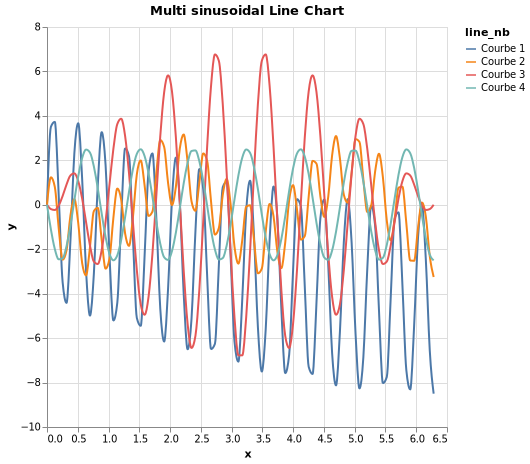 Multi sinusoidal Line Chart
line_nb
Courbe 1
Courbe 2
Courbe 3
Courbe 4
8
6
4
2
0
−2
−4
−6
−8
−10
y
0.0 0.5 1.0 1.5 2.0 2.5 3.0 3.5 4.0 4.5 5.0 5.5 6.0 6.5
x